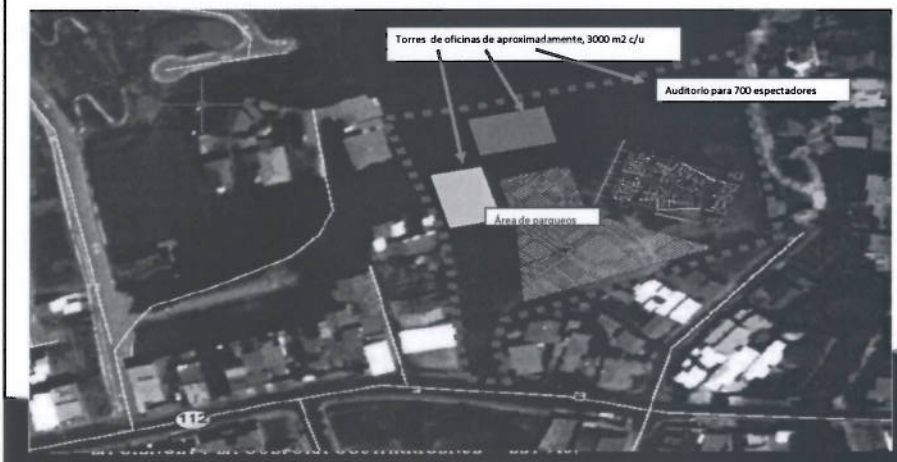 Torres de oficinas de aproximadamente, 3000 m2 c/u
Auditorio para 700 espectadores
Área de parqueos
112